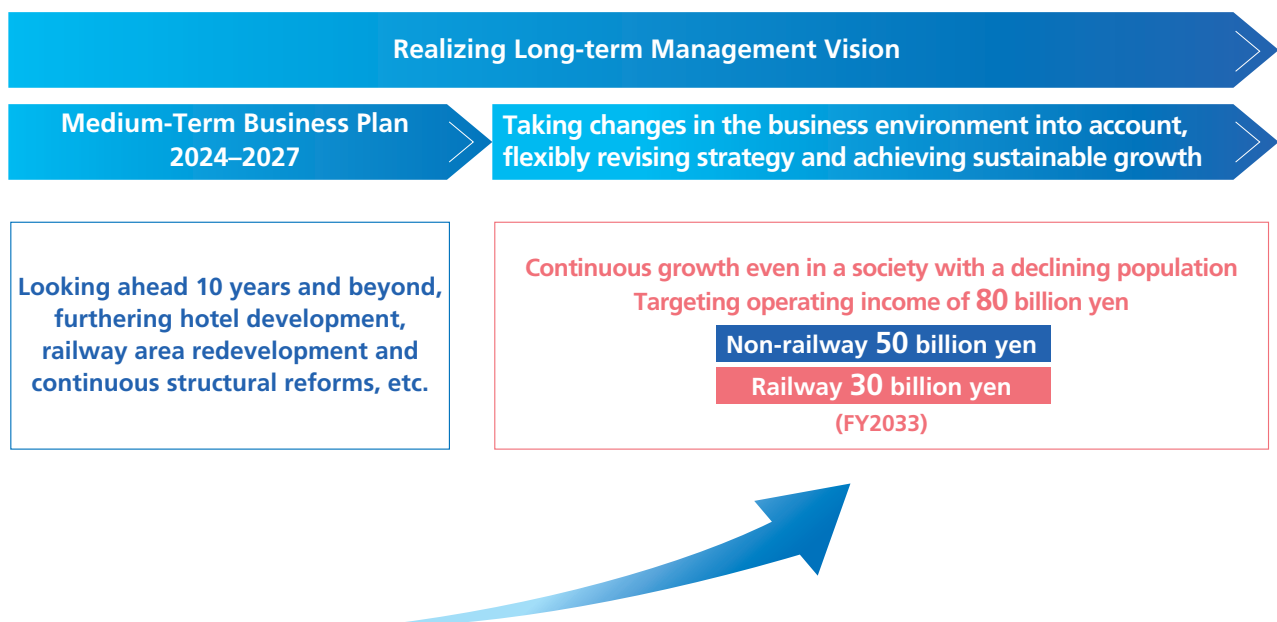 Realizing Long-term Management Vision
Medium-Term Business Plan
2024–2027
Taking changes in the business environment into account,
flexibly revising strategy and achieving sustainable growth
Looking ahead 10 years and beyond,
furthering hotel development,
railway area redevelopment and
continuous structural reforms, etc.
Continuous growth even in a society with a declining population
Targeting operating income of 80 billion yen
Non-railway 50 billion yen
Railway 30 billion yen
(FY2033)